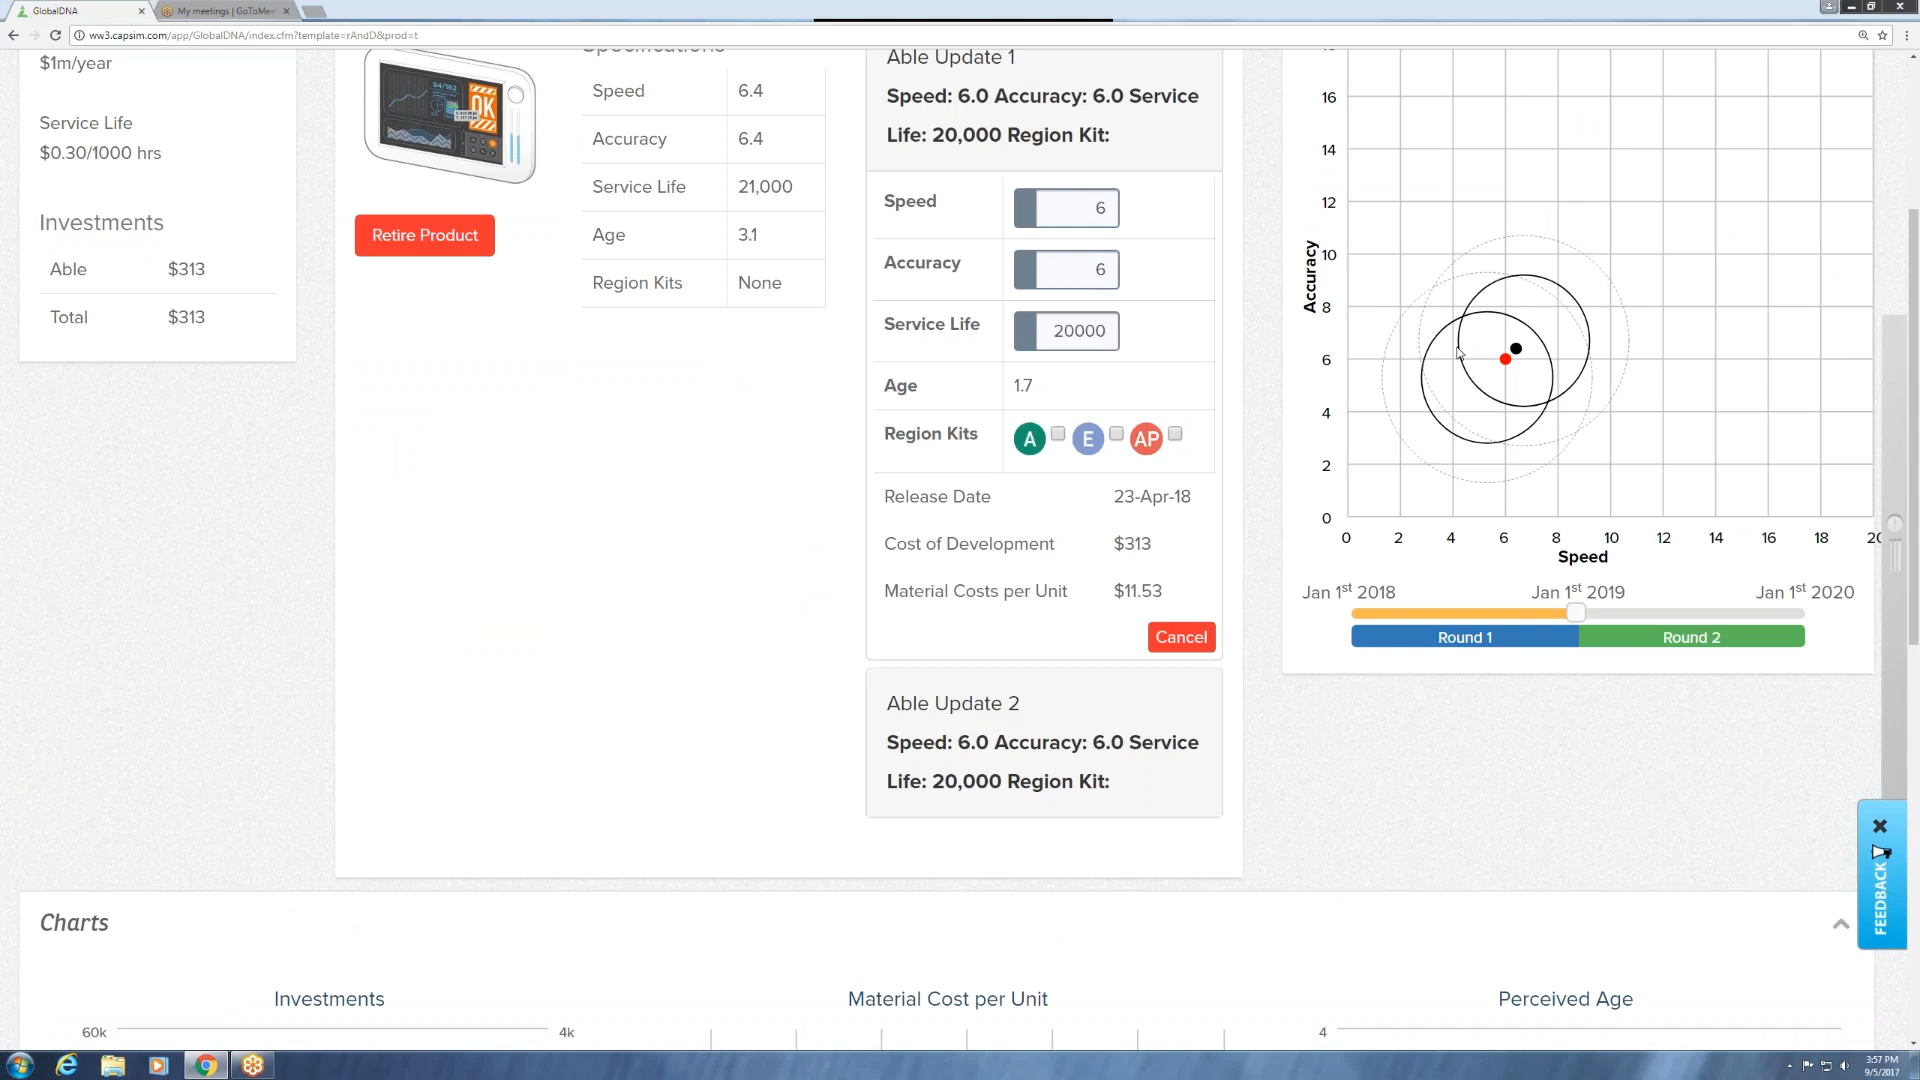 GlobalDNA
My meetings | GoToMe
ww3.capsim.com/app/GlobalDNA/index.cfm?template=rAndD&prod=t
$1m/year
Service Life
$0.30/1000 hrs
Investments
Able $313
Total $313
94/162
OK
Retire Product
Specifications
Speed 6.4
Accuracy 6.4
Service Life 21,000
Age 3.1
Region Kits None
Able Update 1
Speed: 6.0 Accuracy: 6.0 Service
Life: 20,000 Region Kit:
Speed 6
Accuracy 6
Service Life 20000
Age 1.7
Region Kits A E AP
Release Date 23-Apr-18
Cost of Development $313
Material Costs per Unit $11.53
Cancel
Able Update 2
Speed: 6.0 Accuracy: 6.0 Service
Life: 20,000 Region Kit:
16
14
12
10
8
6
4
2
0
Accuracy
0 2 4 6 8 10 12 14 16 18 20
Speed
Jan 1st 2018 Jan 1st 2019 Jan 1st 2020
Round 1 Round 2
FEEDBACK
Charts
Investments Material Cost per Unit Perceived Age
60k 4k 4
3:57 PM
9/5/2017